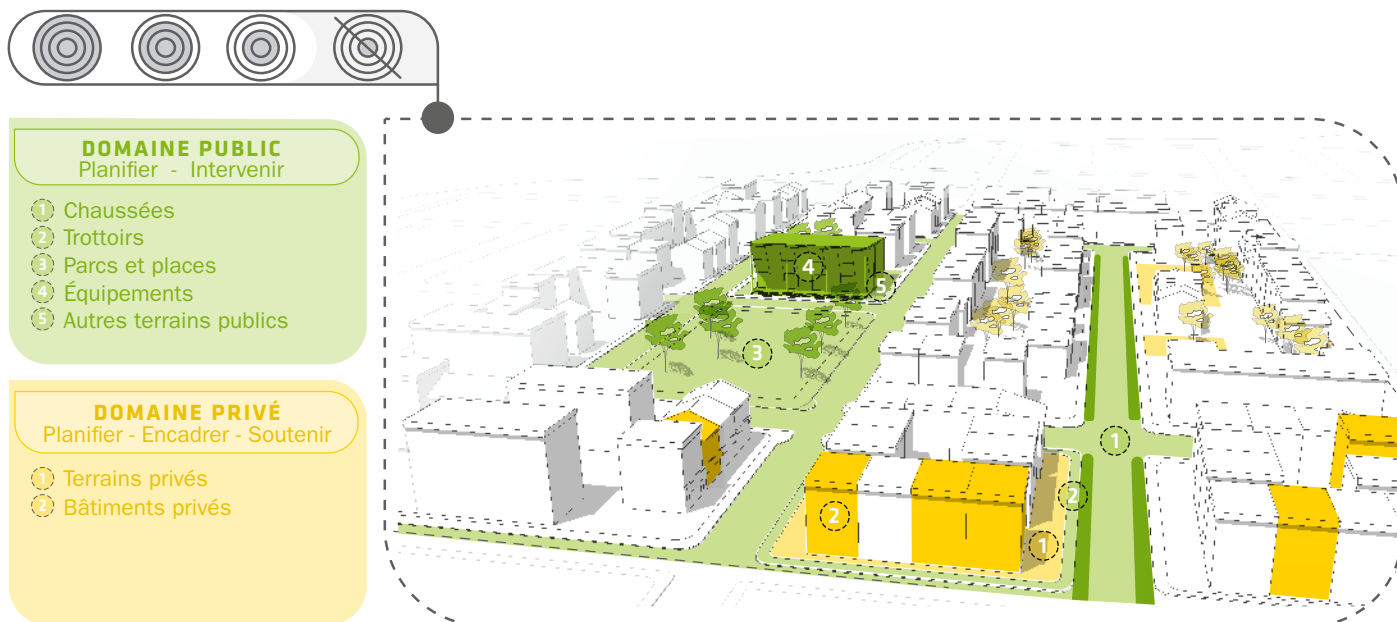 DOMAINE PUBLIC
Planifier - Intervenir
1 Chaussées
2 Trottoirs
3 Parcs et places
4 Équipements
5 Autres terrains publics
DOMAINE PRIVÉ
Planifier - Encadrer - Soutenir
1 Terrains privés
2 Bâtiments privés
4
5
3
1
2
2
1